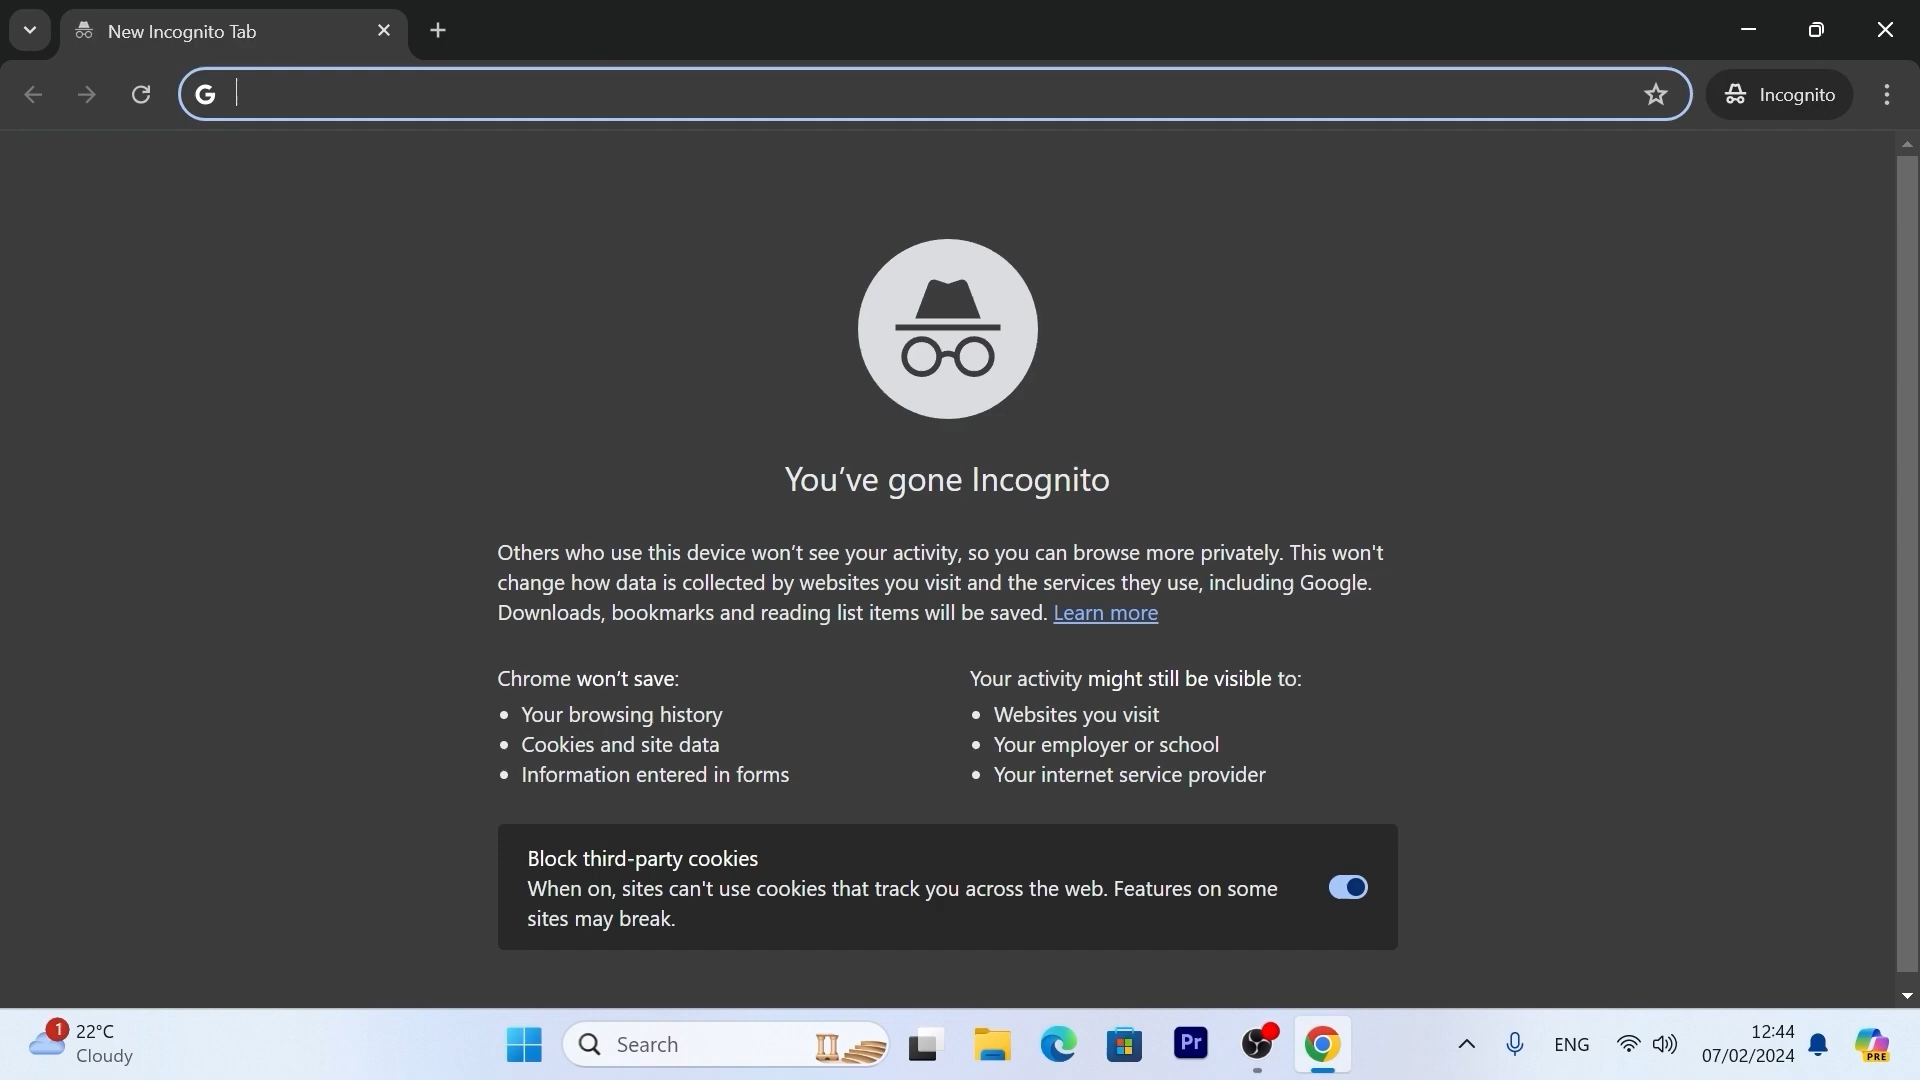 New Incognito Tab
G
Incognito
You’ve gone Incognito
Others who use this device won’t see your activity, so you can browse more privately. This won't
change how data is collected by websites you visit and the services they use, including Google.
Downloads, bookmarks and reading list items will be saved. Learn more
Chrome won’t save:
Your browsing history
Cookies and site data
Information entered in forms
Your activity might still be visible to:
Websites you visit
Your employer or school
Your internet service provider
Block third-party cookies
When on, sites can't use cookies that track you across the web. Features on some
sites may break.
1
22°C
Cloudy
Search
Pr
ENG
12:44
07/02/2024
PRE